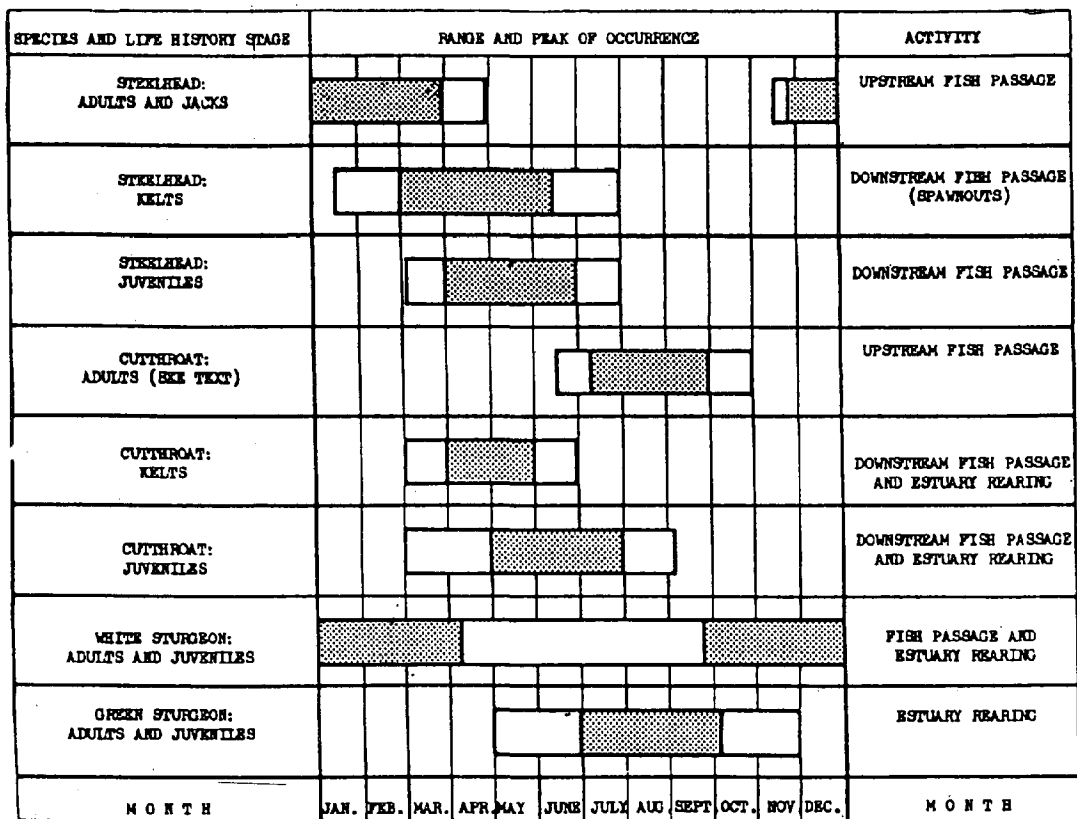 SPECIES AND LIFE HISTORY STAGE
RANGE AND PEAK OF OCCURRENCE
ACTIVITY
STEELHEAD:
ADULTS AND JACKS
UPSTREAM FISH PASSAGE
STEELHEAD:
KELTS
DOWNSTREAM FISH PASSAGE
(SPAWNOUTS)
STEELHEAD:
JUVENILES
DOWNSTREAM FISH PASSAGE
CUTTHROAT:
ADULTS (SEE TEXT)
UPSTREAM FISH PASSAGE
CUTTHROAT:
KELTS
DOWNSTREAM FISH PASSAGE
AND ESTUARY REARING
CUTTHROAT:
JUVENILES
DOWNSTREAM FISH PASSAGE
AND ESTUARY REARING
WHITE STURGEON:
ADULTS AND JUVENILES
FISH PASSAGE AND
ESTUARY REARING
GREEN STURGEON:
ADULTS AND JUVENILES
ESTUARY REARING
MONTH
JAN. FEB. MAR. APR. MAY JUNE JULY AUG. SEPT. OCT. NOV. DEC.
MONTH